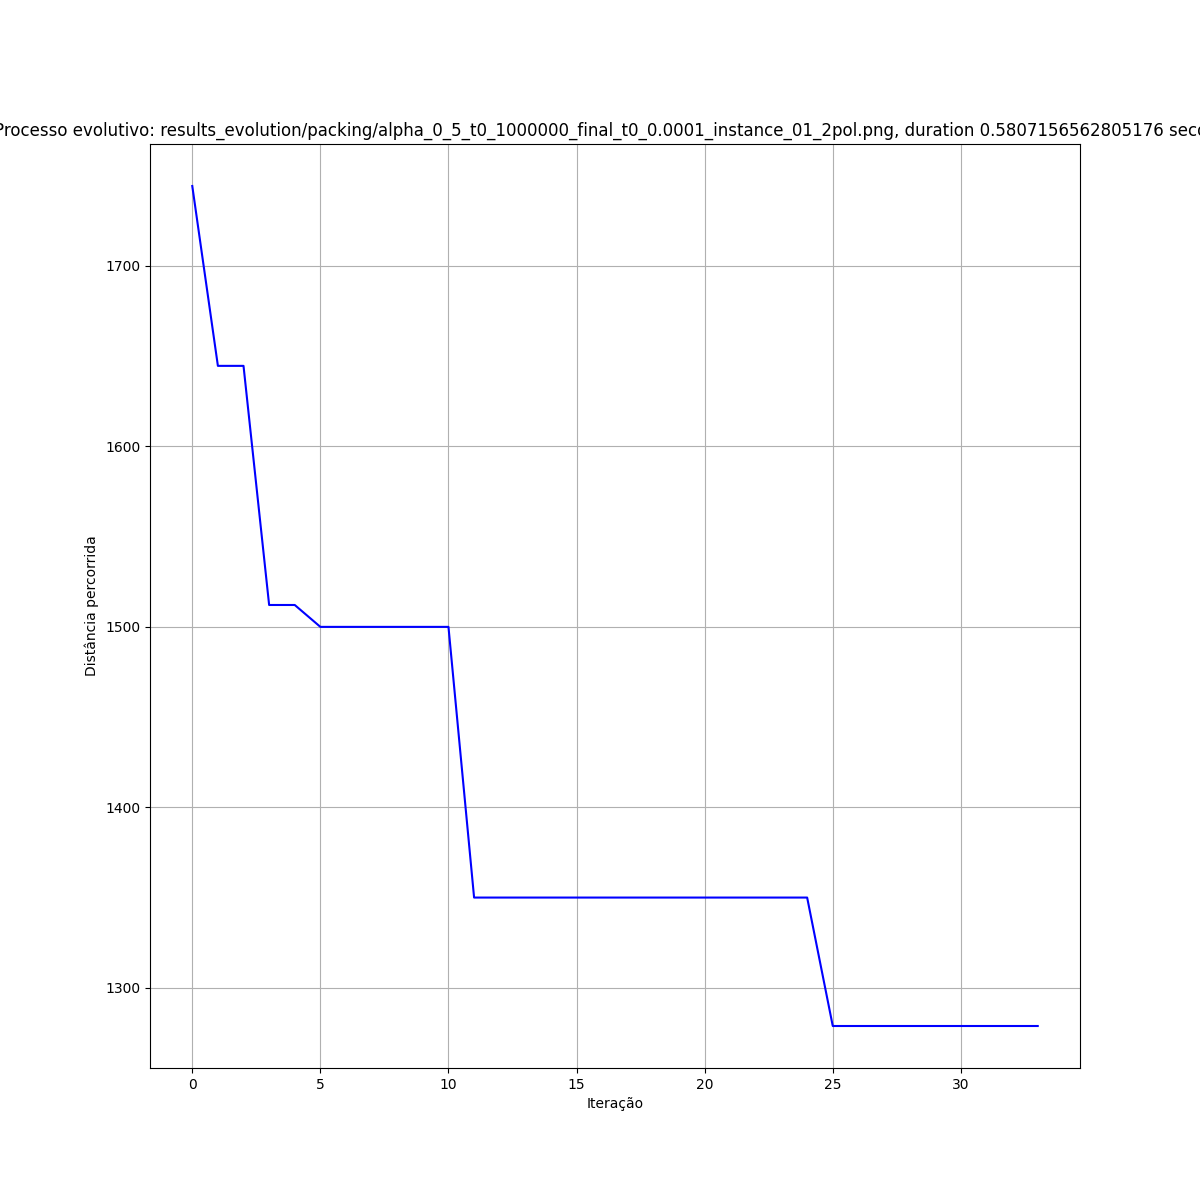 Processo evolutivo: results_evolution/packing/alpha_0_5_t0_1000000_final_t0_0.0001_instance_01_2pol.png, duration 0.5807156562805176
1700
1600
1500
1400
1300
Distância percorrida
0 5 10 15 20 25 30
Iteração